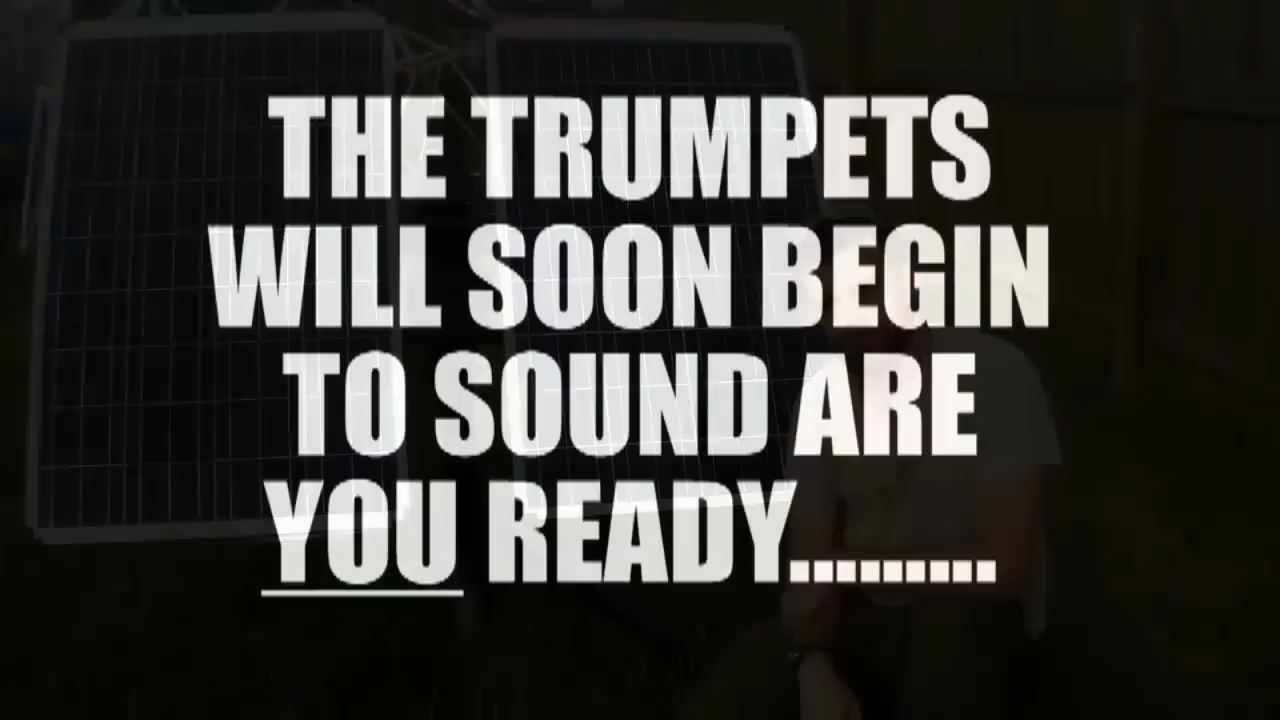 THE TRUMPETS
WILL SOON BEGIN
TO SOUND ARE
YOU READY.........